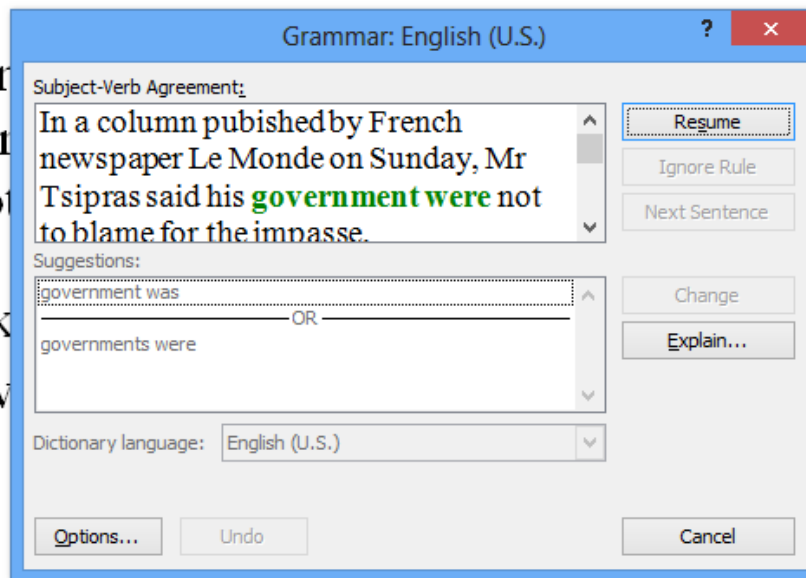 Grammar: English (U.S.)
?
Subject-Verb Agreement:
In a column pubished by French
newspaper Le Monde on Sunday, Mr
Tsipras said his government were not
to blame for the impasse.
Resume
Ignore Rule
Next Sentence
Suggestions:
government was
OR
governments were
Change
Explain...
Dictionary language: English (U.S.)
Options...
Undo
Cancel